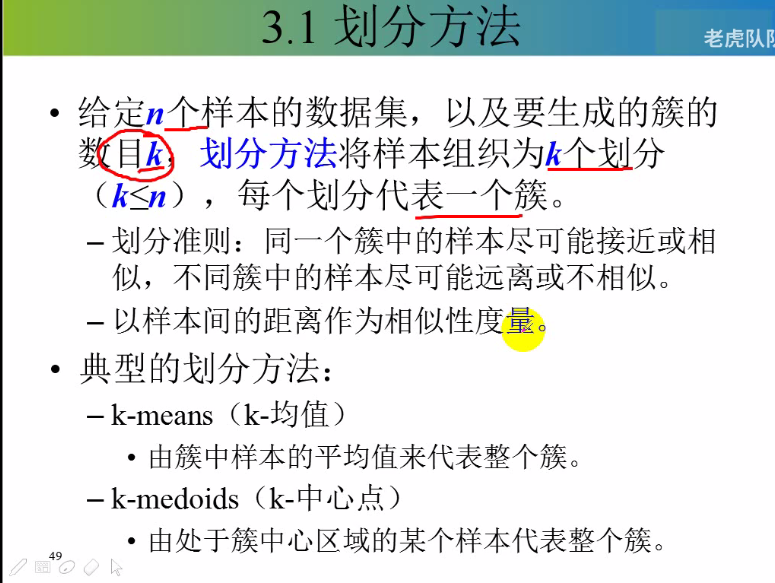 3.1 划分方法
老虎队队
• 给定n个样本的数据集，以及要生成的簇的
数目k，划分方法将样本组织为k个划分
（k≤n），每个划分代表一个簇。
– 划分准则：同一个簇中的样本尽可能接近或相
似，不同簇中的样本尽可能远离或不相似。
– 以样本间的距离作为相似性度量。
• 典型的划分方法：
– k-means（k-均值）
• 由簇中样本的平均值来代表整个簇。
– k-medoids（k-中心点）
• 由处于簇中心区域的某个样本代表整个簇。
49